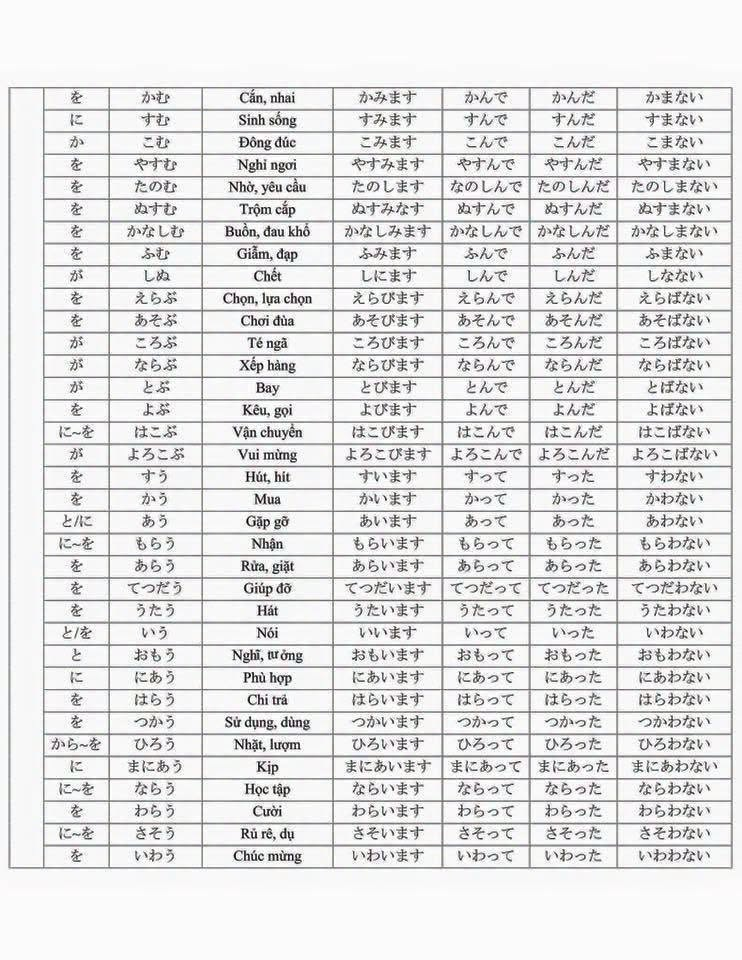 を かむ Cắn, nhai かみます かんで かんだ かまない
に すむ Sinh sống すみます すんで すんだ すまない
か こむ Đông đúc こみます こんで こんだ こまない
を やすむ Nghỉ ngơi やすみます やすんで やすんだ やすまない
を たのむ Nhờ, yêu cầu たのします なのしんで たのしんだ たのしまない
を ぬすむ Trộm cắp ぬすみなす ぬすんで ぬすんだ ぬすまない
を かなしむ Buồn, đau khổ かなしみます かなしんで かなしんだ かなしまない
を ふむ Giẫm, đạp ふみます ふんで ふんだ ふまない
が しぬ Chết しにます しんで しんだ しなない
を えらぶ Chọn, lựa chọn えらびます えらんで えらんだ えらばない
を あそぶ Chơi đùa あそびます あそんで あそんだ あそばない
が ころぶ Té ngã ころびます ころんで ころんだ ころばない
が ならぶ Xếp hàng ならびます ならんで ならんだ ならばない
が とぶ Bay とびます とんで とんだ とばない
を よぶ Kêu, gọi よびます よんで よんだ よばない
に~を はこぶ Vận chuyển はこびます はこんで はこんだ はこばない
が よろこぶ Vui mừng よろこびます よろこんで よろこんだ よろこばない
を すう Hút, hít すいます すって すった すわない
を かう Mua かいます かって かった かわない
と/に あう Gặp gỡ あいます あって あった あわない
に~を もらう Nhận もらいます もらって もらった もらわない
を あらう Rửa, giặt あらいます あらって あらった あらわない
を てつだう Giúp đỡ てつだいます てつだって てつだった てつだわない
を うたう Hát うたいます うたって うたった うたわない
と/を いう Nói いいます いって いった いわない
と おもう Nghĩ, tưởng おもいます おもって おもった おもわない
に にあう Phù hợp にあいます にあって にあった にあわない
を はらう Chi trả はらいます はらって はらった はらわない
を つかう Sử dụng, dùng つかいます つかって つかった つかわない
から~を ひろう Nhặt, lượm ひろいます ひろって ひろった ひろわない
に まにあう Kịp まにあいます まにあって まにあった まにあわない
に~を ならう Học tập ならいます ならって ならった ならわない
を わらう Cười わらいます わらって わらった わらわない
に~を さそう Rủ rê, dụ さそいます さそって さそった さそわない
を いわう Chúc mừng いわいます いわって いわった いわわない